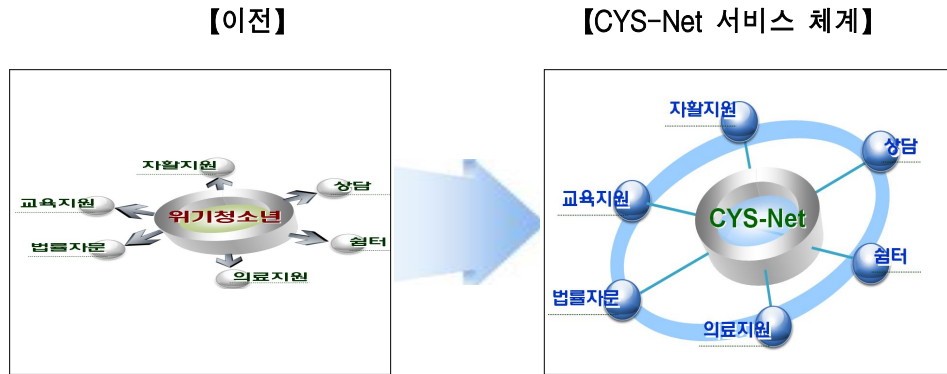 【이전】
【CYS-Net 서비스 체계】
자활지원
상담
교육지원
위기청소년
법률자문
쉼터
의료지원
자활지원
상담
교육지원
CYS-Net
쉼터
법률자문
의료지원